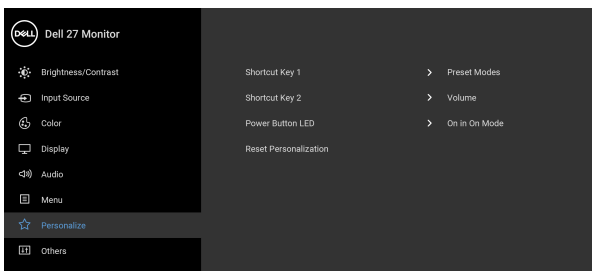 DELL Dell 27 Monitor
Brightness/Contrast Shortcut Key 1 Preset Modes
Input Source Shortcut Key 2 Volume
Color Power Button LED On in On Mode
Display Reset Personalization
Audio
Menu
Personalize
Others